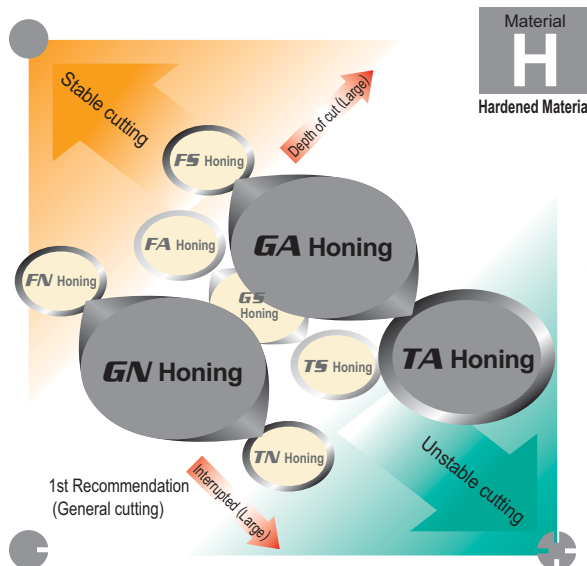 Material
H
Hardened Material
Stable cutting
Depth of cut (Large)
FS Honing
FA Honing
GA Honing
FN Honing
GS
Honing
GN Honing
TS Honing
TA Honing
TN Honing
Unstable cutting
1st Recommendation
(General cutting)
Interrupted (Large)